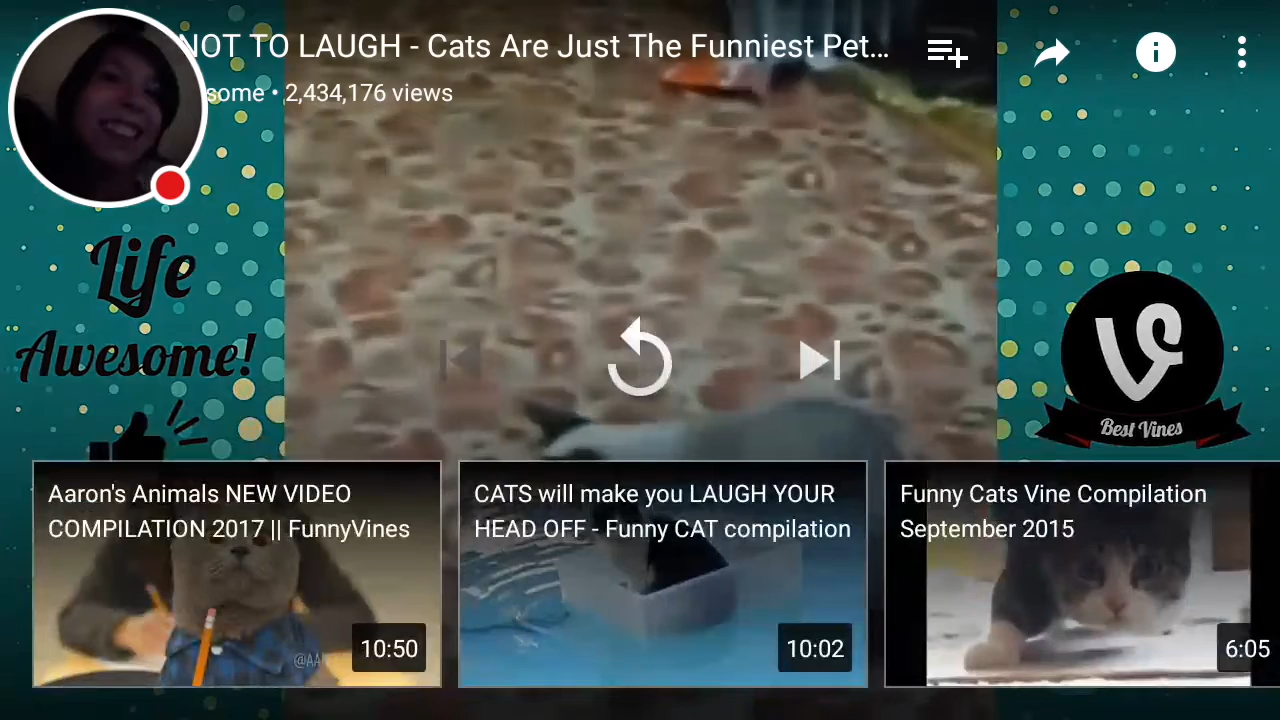 NOT TO LAUGH - Cats Are Just The Funniest Pet...
some • 2,434,176 views
Life
Awesome!
Best Vines
Aaron's Animals NEW VIDEO
COMPILATION 2017 || FunnyVines
CATS will make you LAUGH YOUR
HEAD OFF - Funny CAT compilation
Funny Cats Vine Compilation
September 2015
10:50
10:02
6:05